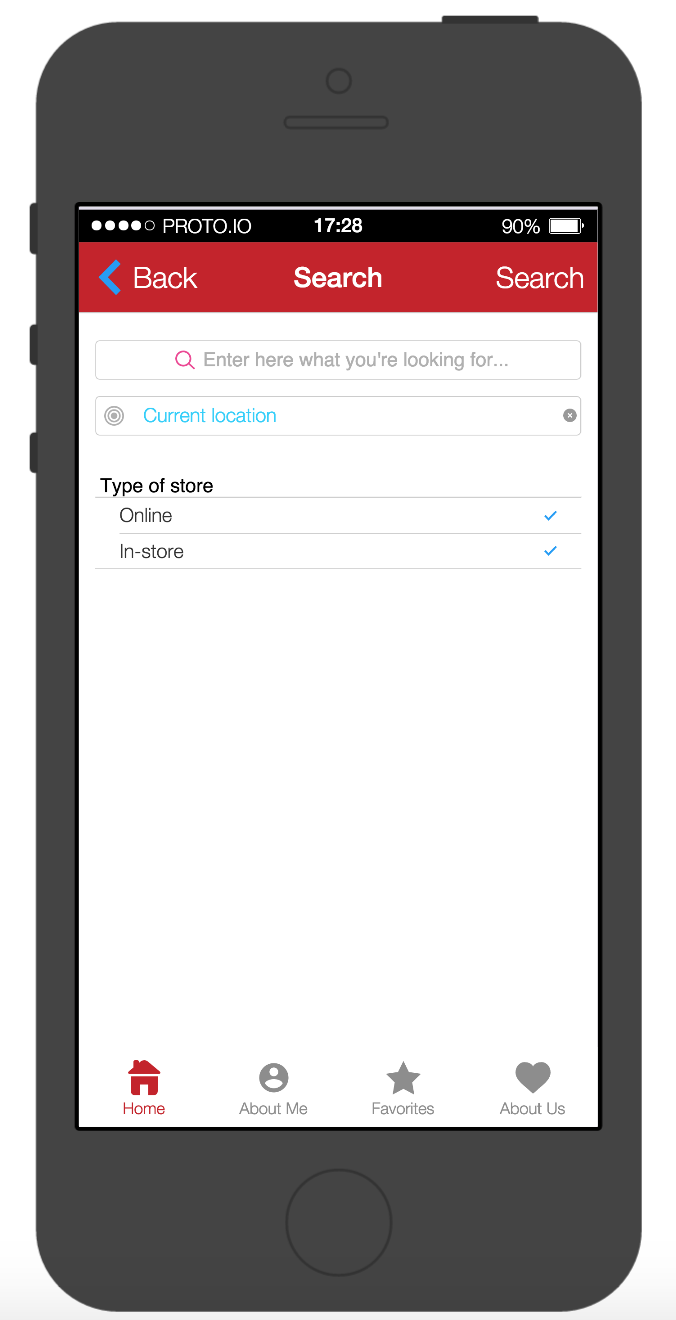 PROTO.IO 17:28 90%
Back Search Search
Enter here what you're looking for...
Current location
Type of store
Online
In-store
Home About Me Favorites About Us